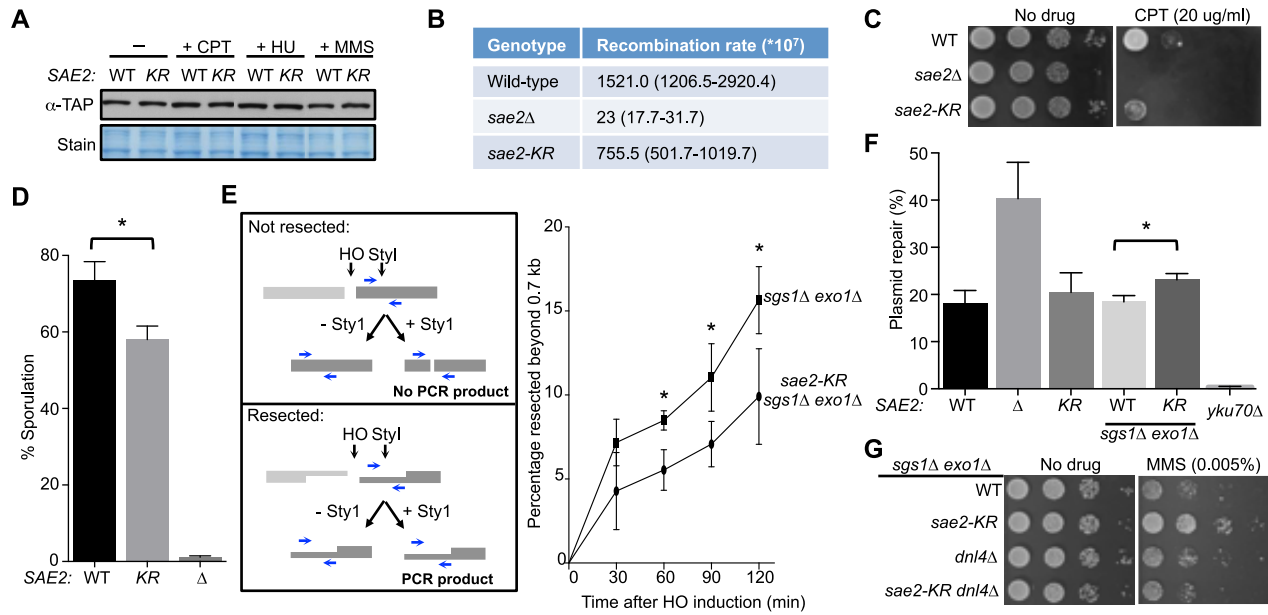 A
– + CPT + HU + MMS
SAE2: WT KR WT KR WT KR WT KR
α-TAP
Stain
B
Genotype Recombination rate (*10⁷)
Wild-type 1521.0 (1206.5-2920.4)
sae2Δ 23 (17.7-31.7)
sae2-KR 755.5 (501.7-1019.7)
C
No drug CPT (20 ug/ml)
WT
sae2Δ
sae2-KR
D
*
% Sporulation
80
60
40
20
0
SAE2: WT KR Δ
E
Not resected:
HO StyI
- Sty1 + Sty1
No PCR product
Resected:
HO StyI
- Sty1 + Sty1
PCR product
Percentage resected beyond 0.7 kb
20
15
10
5
0
* * *
sgs1Δ exo1Δ
sae2-KR
sgs1Δ exo1Δ
0 30 60 90 120
Time after HO induction (min)
F
Plasmid repair (%)
50
40
30
20
10
0
*
SAE2: WT Δ KR WT KR yku70Δ
sgs1Δ exo1Δ
G
sgs1Δ exo1Δ No drug MMS (0.005%)
WT
sae2-KR
dnl4Δ
sae2-KR dnl4Δ